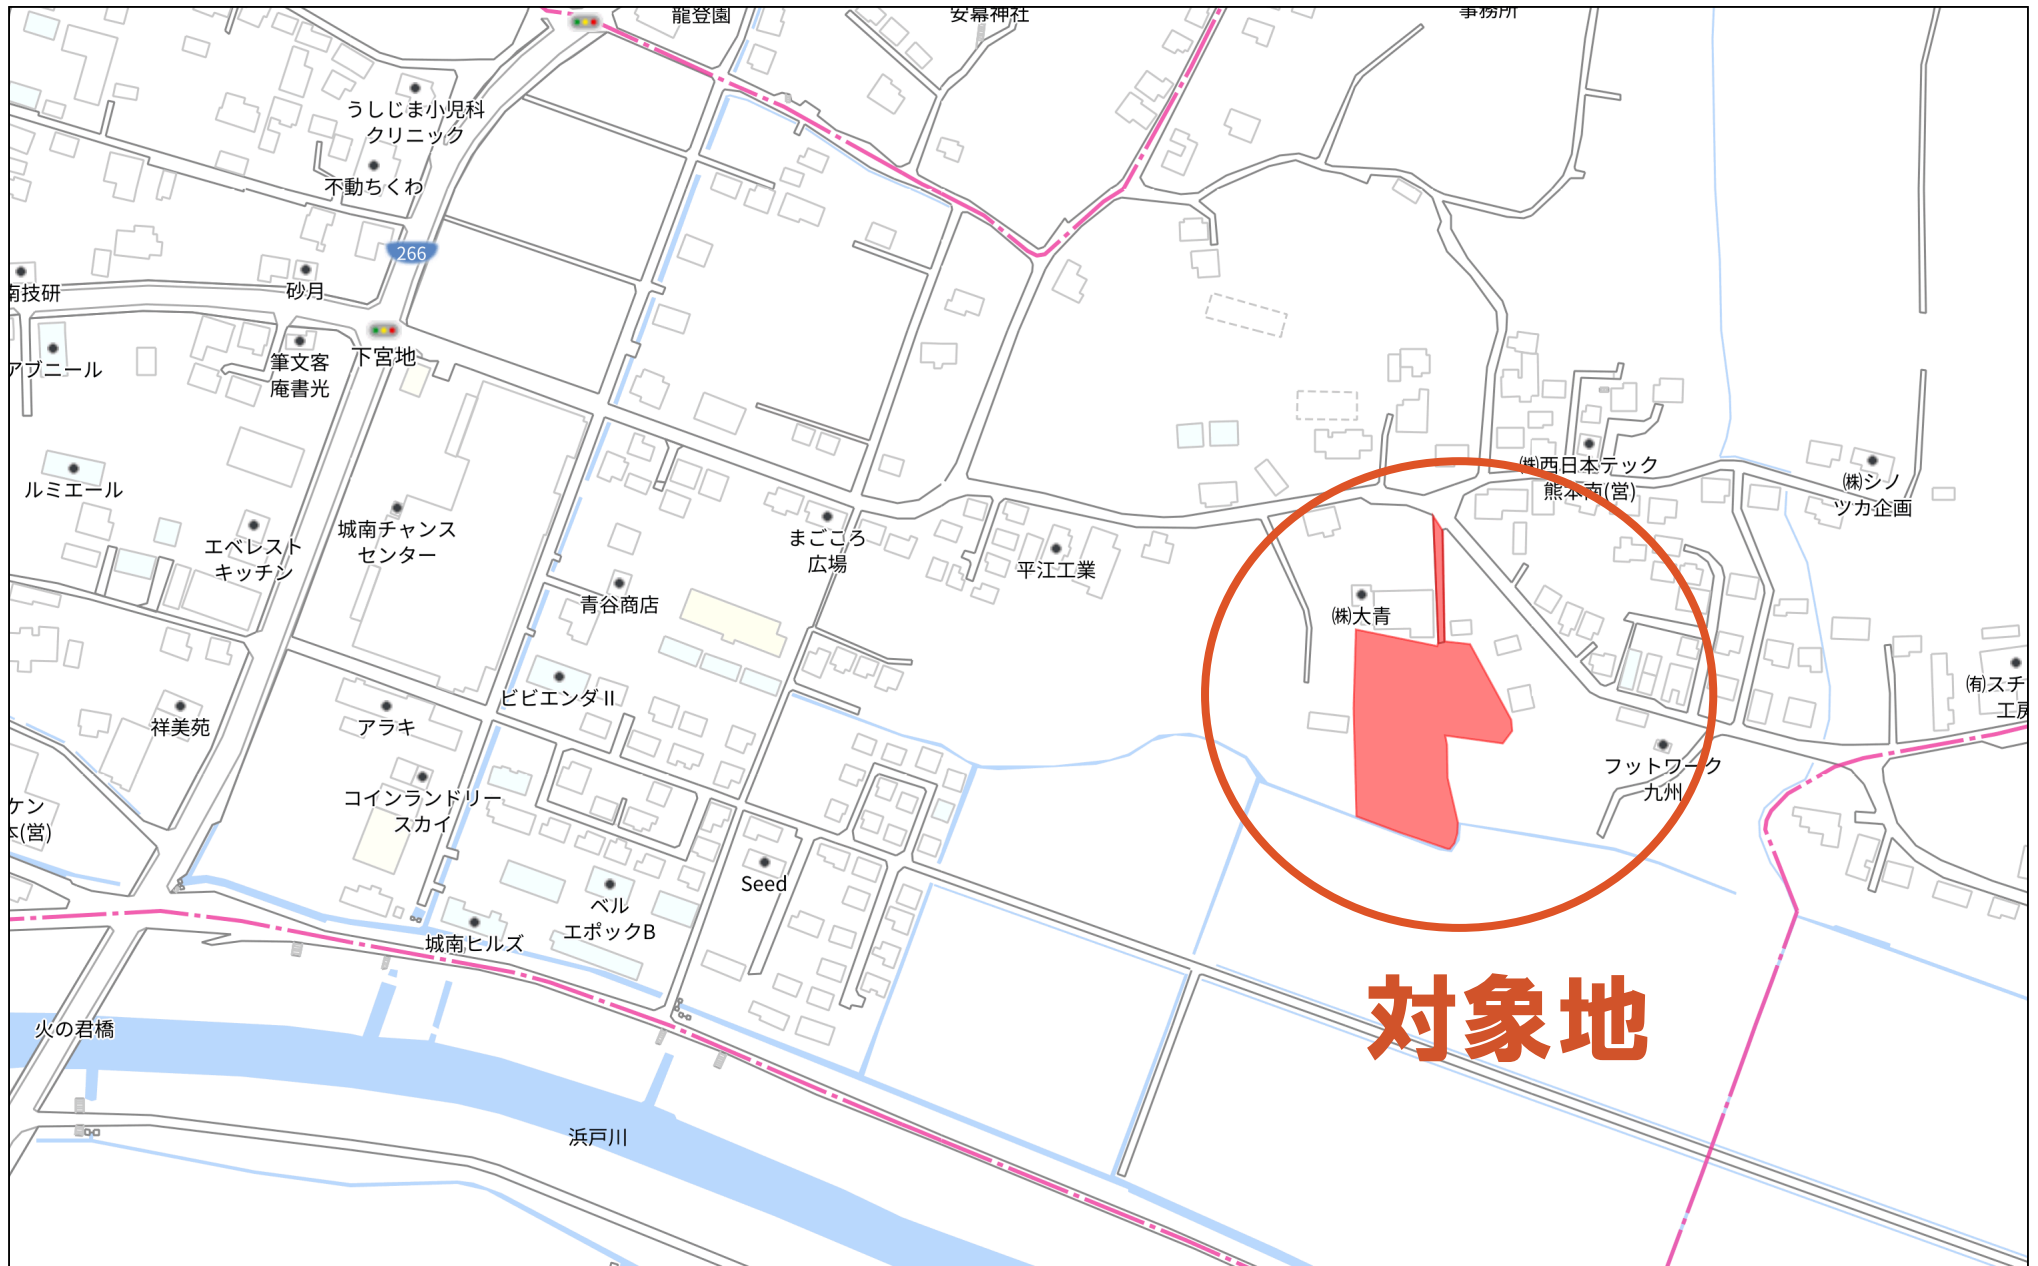 龍登園
安幕神社
事務所
うしじま小児科
クリニック
不動ちくわ
266
砂月
南技研
下宮地
筆文客
庵書光
アブニール
ルミエール
エベレスト
キッチン
城南チャンス
センター
まごころ
広場
平江工業
㈱西日本テック
熊本南(営)
㈱シノ
ツカ企画
青谷商店
㈱大青
ビビエンダⅡ
㈲スチ
工房
祥美苑
アラキ
フットワーク
九州
コインランドリー
スカイ
ケン
本(営)
Seed
ベル
エポックB
城南ヒルズ
対象地
火の君橋
浜戸川